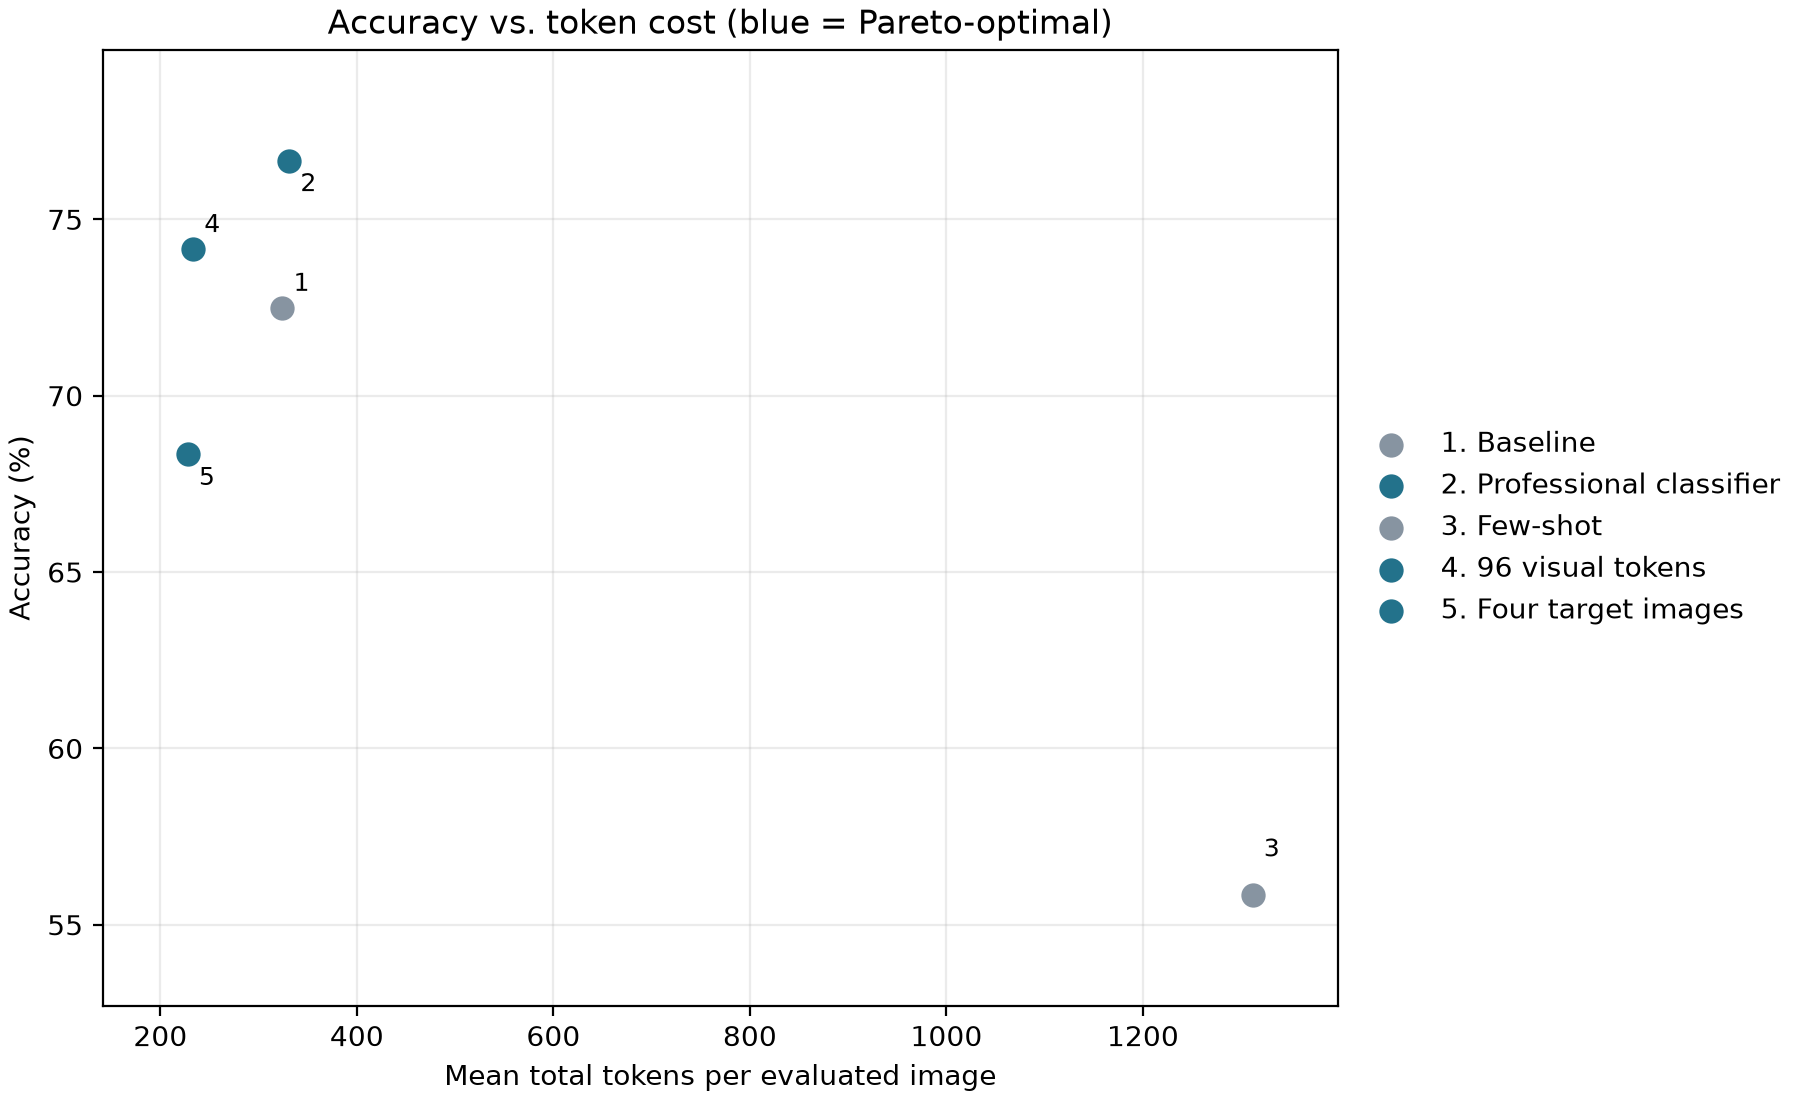 Accuracy vs. token cost (blue = Pareto-optimal)
Accuracy (%)
75
70
65
60
55
2
4
1
5
3
200 400 600 800 1000 1200
Mean total tokens per evaluated image
1. Baseline
2. Professional classifier
3. Few-shot
4. 96 visual tokens
5. Four target images